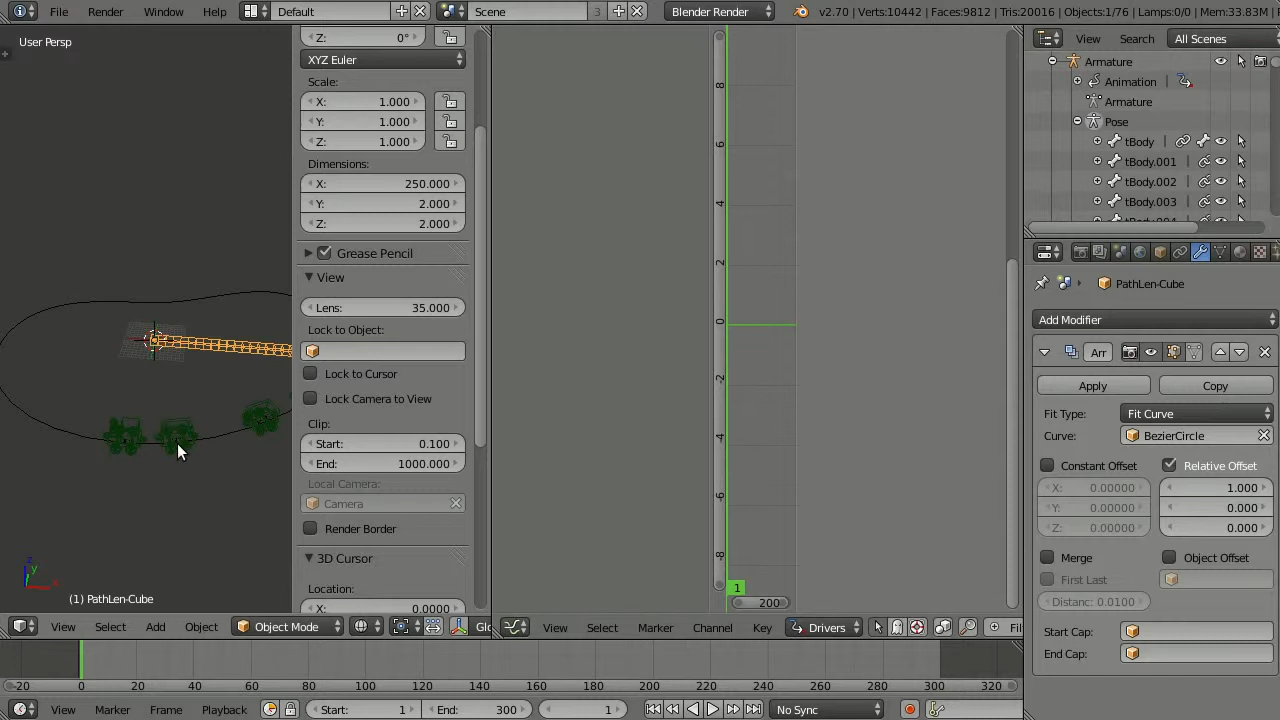 File Render Window Help Default Scene 3 Blender Render v2.70 | Verts:10442 | Faces:9812 | Tris:20016 | Objects:1/76 | Lamps:0/0 | Mem:33.83M |
User Persp
Z: 0°
XYZ Euler
Scale:
X: 1.000
Y: 1.000
Z: 1.000
Dimensions:
X: 250.000
Y: 2.000
Z: 2.000
Grease Pencil
View
Lens: 35.000
Lock to Object:
Lock to Cursor
Lock Camera to View
Clip:
Start: 0.100
End: 1000.000
Local Camera:
Camera
Render Border
3D Cursor
Location:
X: 0.0000
z
y
x
(1) PathLen-Cube
View Select Add Object Object Mode Glo
8
6
4
2
0
-2
-4
-6
-8
1
200
View Select Marker Channel Key Drivers Fil
View Search All Scenes
Armature
Animation
Armature
Pose
tBody
tBody.001
tBody.002
tBody.003
PathLen-Cube
Add Modifier
Arr
Apply Copy
Fit Type: Fit Curve
Curve: BezierCircle
Constant Offset Relative Offset
X: 0.00000 1.000
Y: 0.00000 0.000
Z: 0.00000 0.000
Merge Object Offset
First Last
Distanc: 0.0100
Start Cap:
End Cap:
-20 0 20 40 60 80 100 120 140 160 180 200 220 240 260 280 300 320
View Marker Frame Playback Start: 1 End: 300 1 No Sync